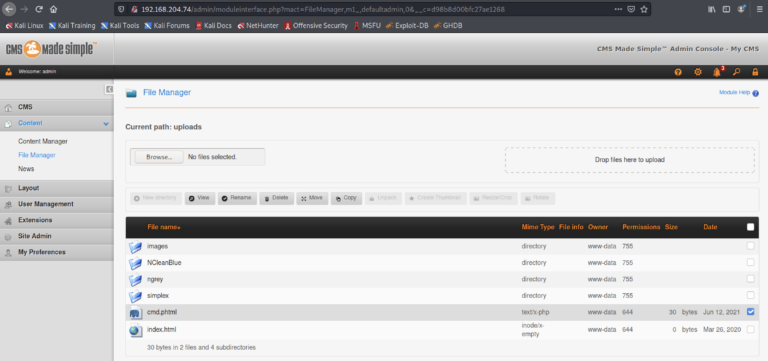 192.168.204.74/admin/moduleinterface.php?mact=FileManager,m1_,defaultadmin,0&__c=d98b8d00bfc27ae1268
Kali Linux Kali Training Kali Tools Kali Forums Kali Docs NetHunter Offensive Security MSFU Exploit-DB GHDB
CMS MADE SIMPLE™
CMS Made Simple™ Admin Console - My CMS
Welcome: admin
3
CMS
Content
Content Manager
File Manager
News
Layout
User Management
Extensions
Site Admin
My Preferences
File Manager
Module Help
Current path: uploads
Browse... No files selected.
Drop files here to upload
New directory View Rename Delete Move Copy Unpack Create Thumbnail Resize/Crop Rotate
File name Mime Type File info Owner Permissions Size Date
images directory www-data 755
NCleanBlue directory www-data 755
ngrey directory www-data 755
simplex directory www-data 755
cmd.phtml text/x-php www-data 644 30 bytes Jun 12, 2021
index.html inode/x-empty www-data 644 0 bytes Mar 26, 2020
30 bytes in 2 files and 4 subdirectories